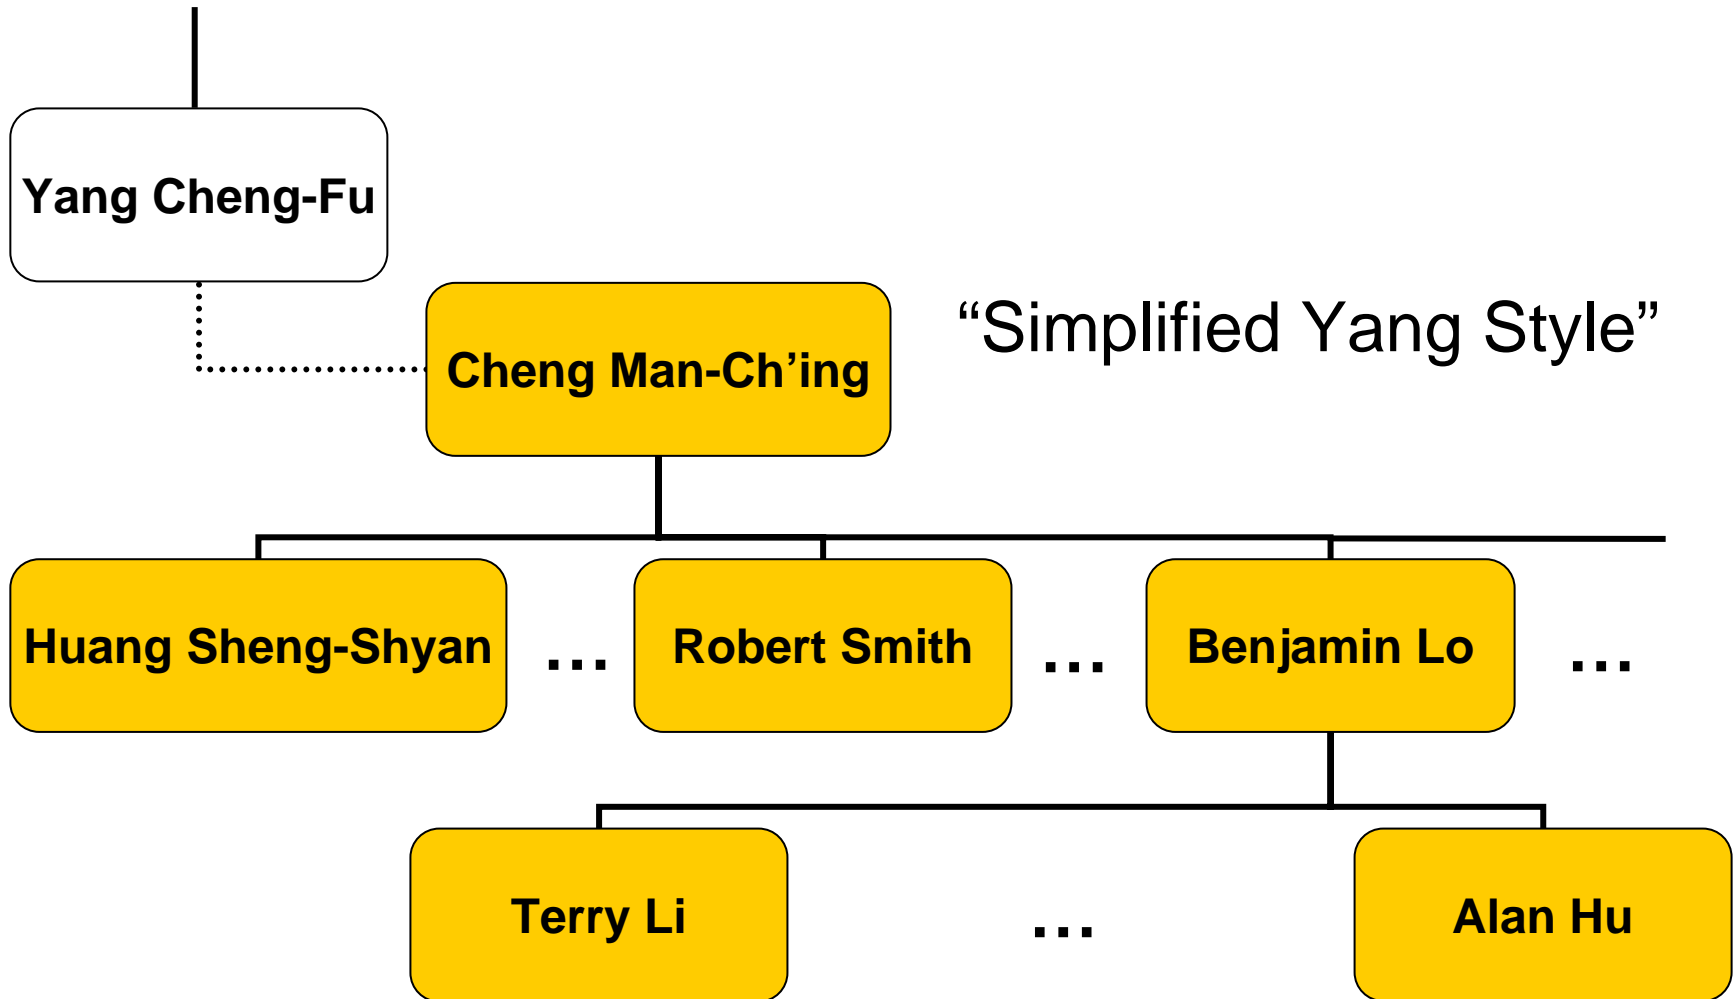 Yang Cheng-Fu
Cheng Man-Ch’ing
“Simplified Yang Style”
Huang Sheng-Shyan
...
Robert Smith
...
Benjamin Lo
...
Terry Li
...
Alan Hu